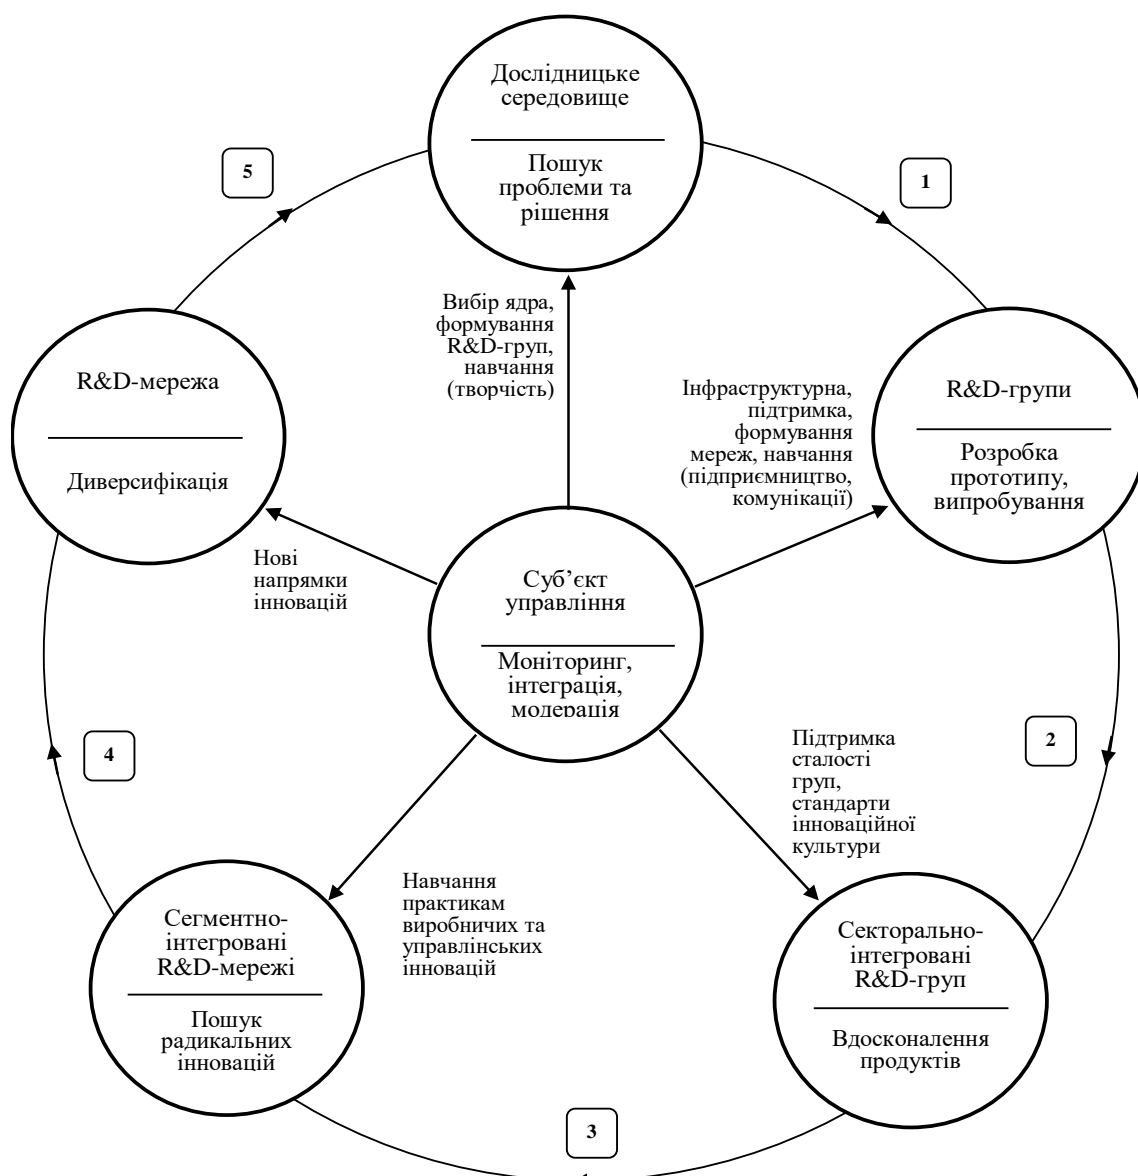 Дослідницьке
середовище
Пошук
проблеми та
рішення
5
1
Вибір ядра,
формування
R&D-груп,
навчання
(творчість)
R&D-мережа
Диверсифікація
Інфраструктурна,
підтримка,
формування
мереж, навчання
(підприємництво,
комунікації)
R&D-групи
Розробка
прототипу,
випробування
Нові
напрямки
інновацій
Суб’єкт
управління
Моніторинг,
інтеграція,
модерація
4
2
Підтримка
сталості
груп,
стандарти
інноваційної
культури
Навчання
практикам
виробничих та
управлінських
інновацій
Сегментно-
інтегровані
R&D-мережі
Пошук
радикальних
інновацій
Секторально-
інтегровані
R&D-груп
Вдосконалення
продуктів
3